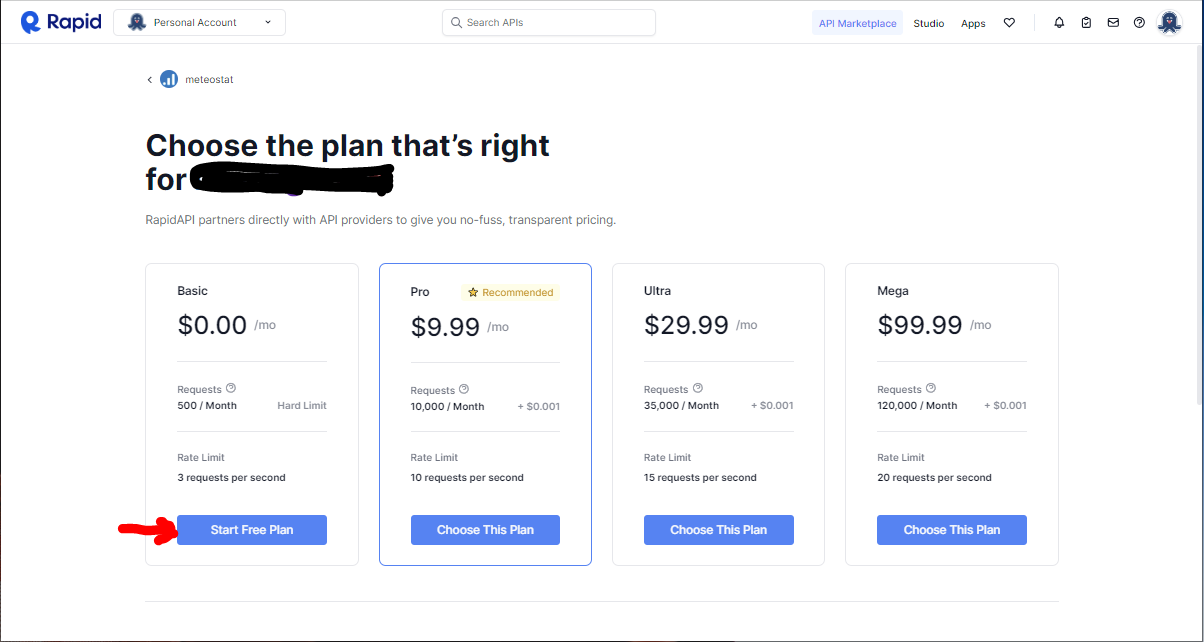 Rapid
Personal Account
Search APIs
API Marketplace
Studio
Apps
meteostat
Choose the plan that’s right
for
RapidAPI partners directly with API providers to give you no-fuss, transparent pricing.
Basic
$0.00 /mo
Requests
500 / Month Hard Limit
Rate Limit
3 requests per second
Start Free Plan
Pro Recommended
$9.99 /mo
Requests
10,000 / Month + $0.001
Rate Limit
10 requests per second
Choose This Plan
Ultra
$29.99 /mo
Requests
35,000 / Month + $0.001
Rate Limit
15 requests per second
Choose This Plan
Mega
$99.99 /mo
Requests
120,000 / Month + $0.001
Rate Limit
20 requests per second
Choose This Plan